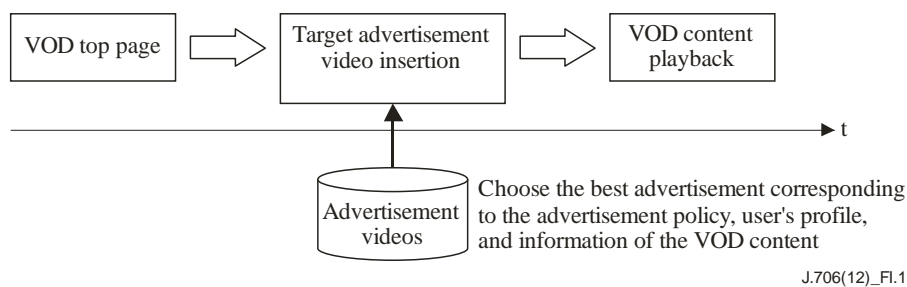 VOD top page
Target advertisement
video insertion
VOD content
playback
t
Advertisement
videos
Choose the best advertisement corresponding
to the advertisement policy, user's profile,
and information of the VOD content
J.706(12)_FI.1